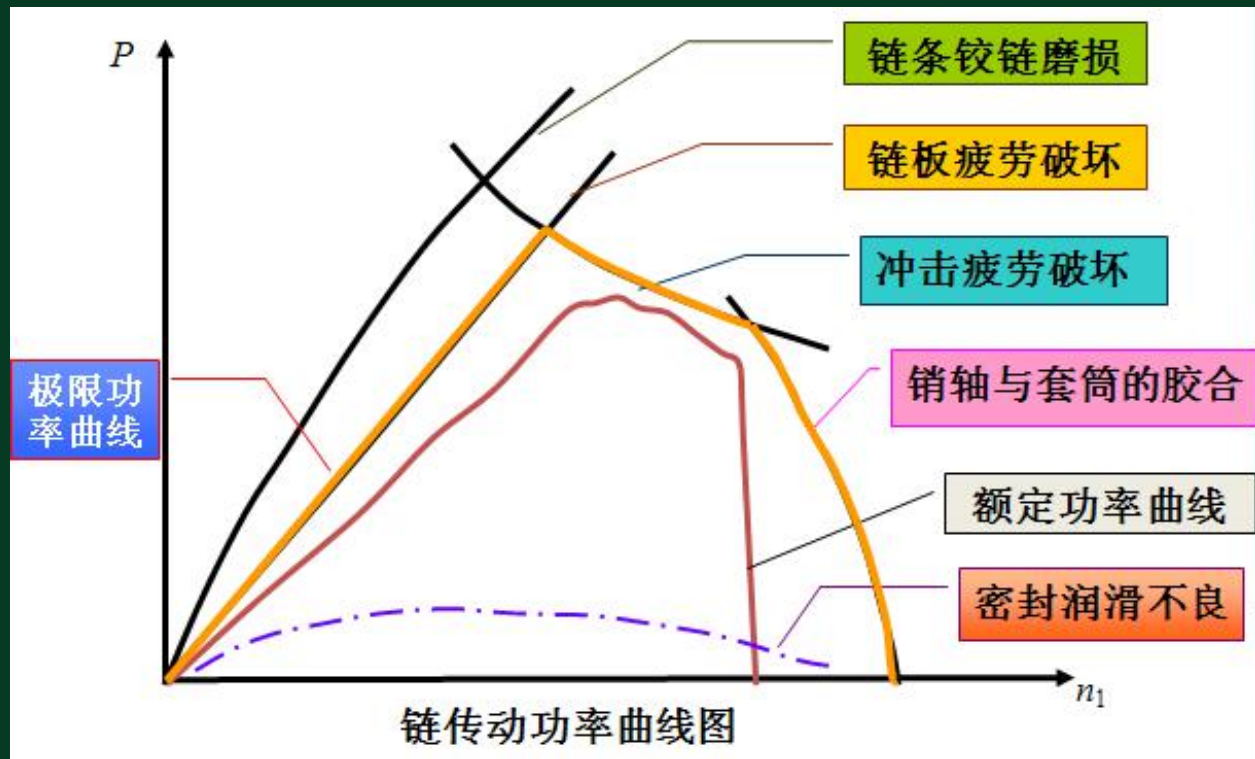 P
链条铰链磨损
链板疲劳破坏
冲击疲劳破坏
极限功
率曲线
销轴与套筒的胶合
额定功率曲线
密封润滑不良
n₁
链传动功率曲线图